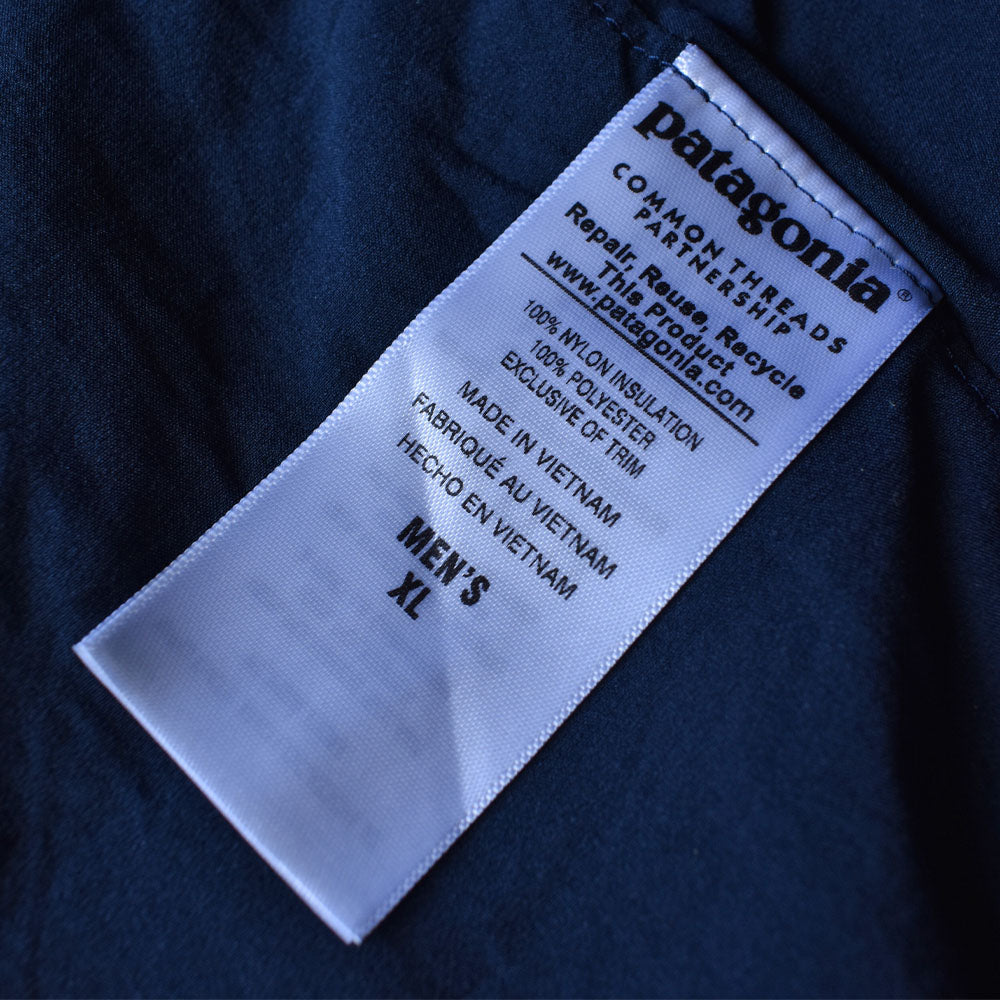 patagonia®
COMMON THREADS
PARTNERSHIP
Repair, Reuse, Recycle
This Product
www.patagonia.com
100% NYLON INSULATION
100% POLYESTER
EXCLUSIVE OF TRIM
MADE IN VIETNAM
FABRIQUÉ AU VIETNAM
HECHO EN VIETNAM
MEN'S
XL